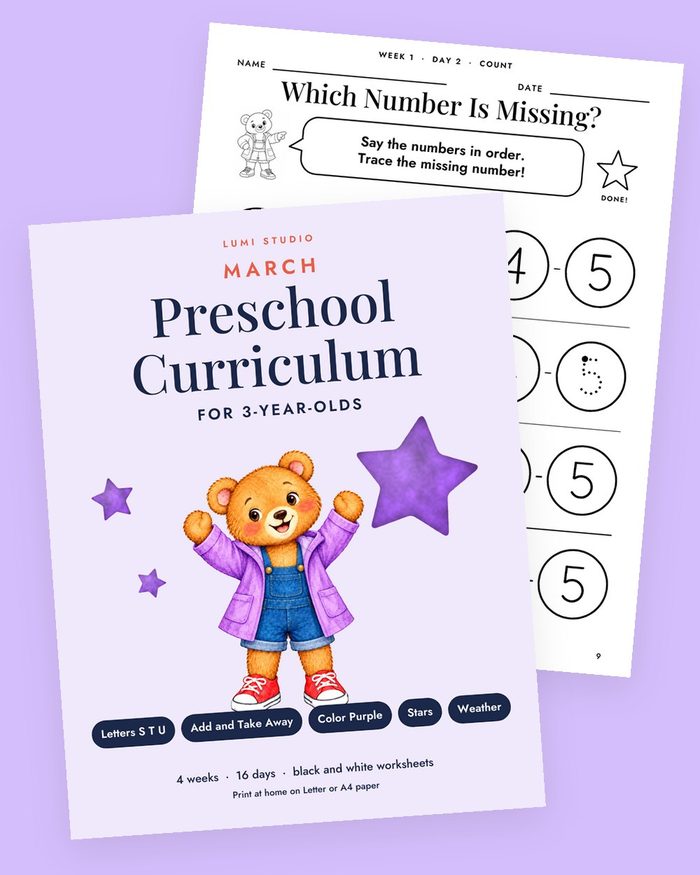 WEEK 1 · DAY 2 · COUNT
NAME
DATE
Which Number Is Missing?
Say the numbers in order.
Trace the missing number!
DONE!
4 - 5
- 5
- 5
5
9
LUMI STUDIO
MARCH
Preschool
Curriculum
FOR 3-YEAR-OLDS
Letters S T U
Add and Take Away
Color Purple
Stars
Weather
4 weeks · 16 days · black and white worksheets
Print at home on Letter or A4 paper